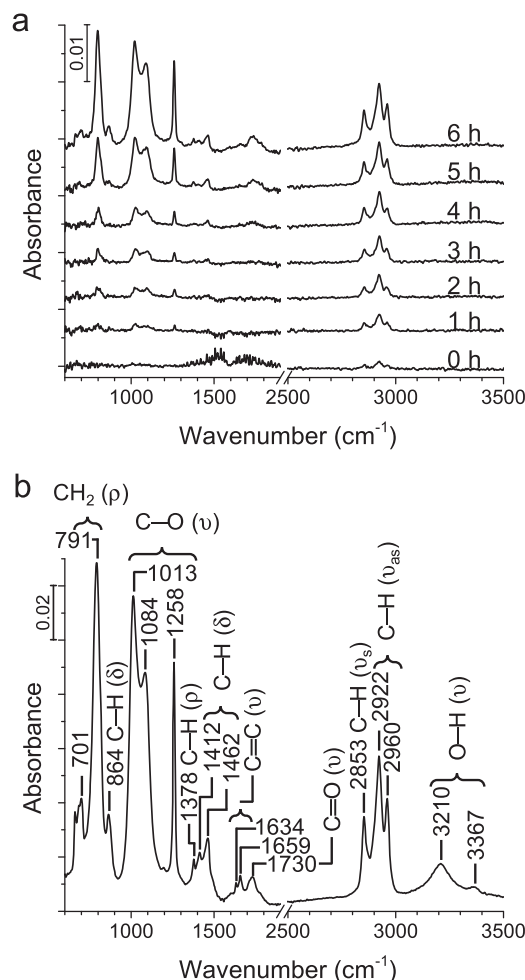 a
0.01
Absorbance
6 h
5 h
4 h
3 h
2 h
1 h
0 h
1000 1500 2500 3000 3500
Wavenumber (cm⁻¹)
b
CH₂ (ρ)
C—O (υ)
791
1013
0.02
1084
1258
701
864 C—H (δ)
1378 C—H (ρ)
C—H (δ)
1412
1462
C=C (υ)
1634
1659
1730
C=O (υ)
2853 C—H (υₛ)
C—H (υₐₛ)
2922
2960
O—H (υ)
3210
3367
Absorbance
1000 1500 2500 3000 3500
Wavenumber (cm⁻¹)